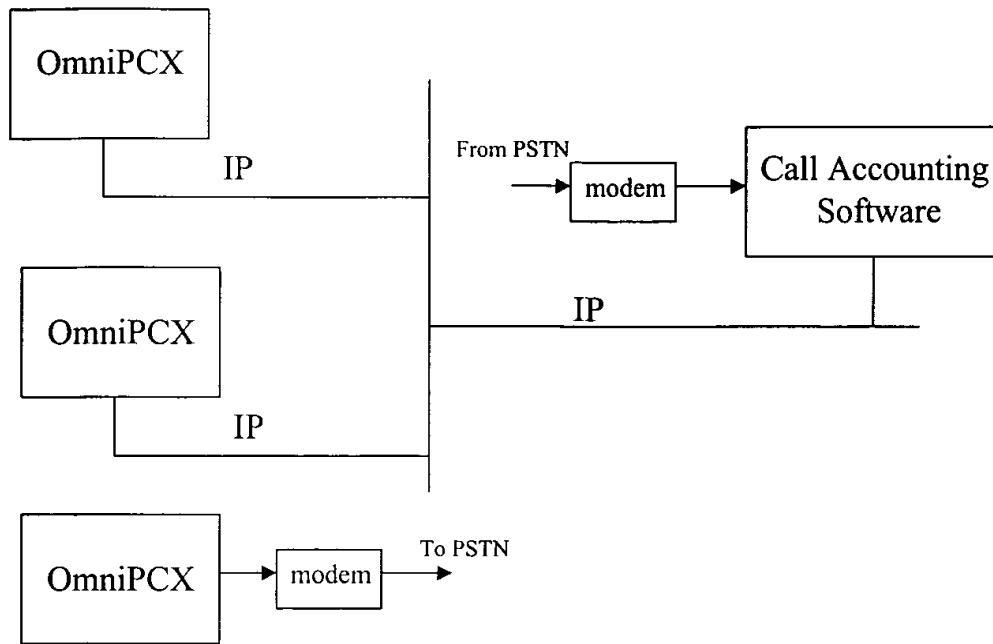 OmniPCX
IP
From PSTN
modem
Call Accounting
Software
OmniPCX
IP
IP
OmniPCX
modem
To PSTN